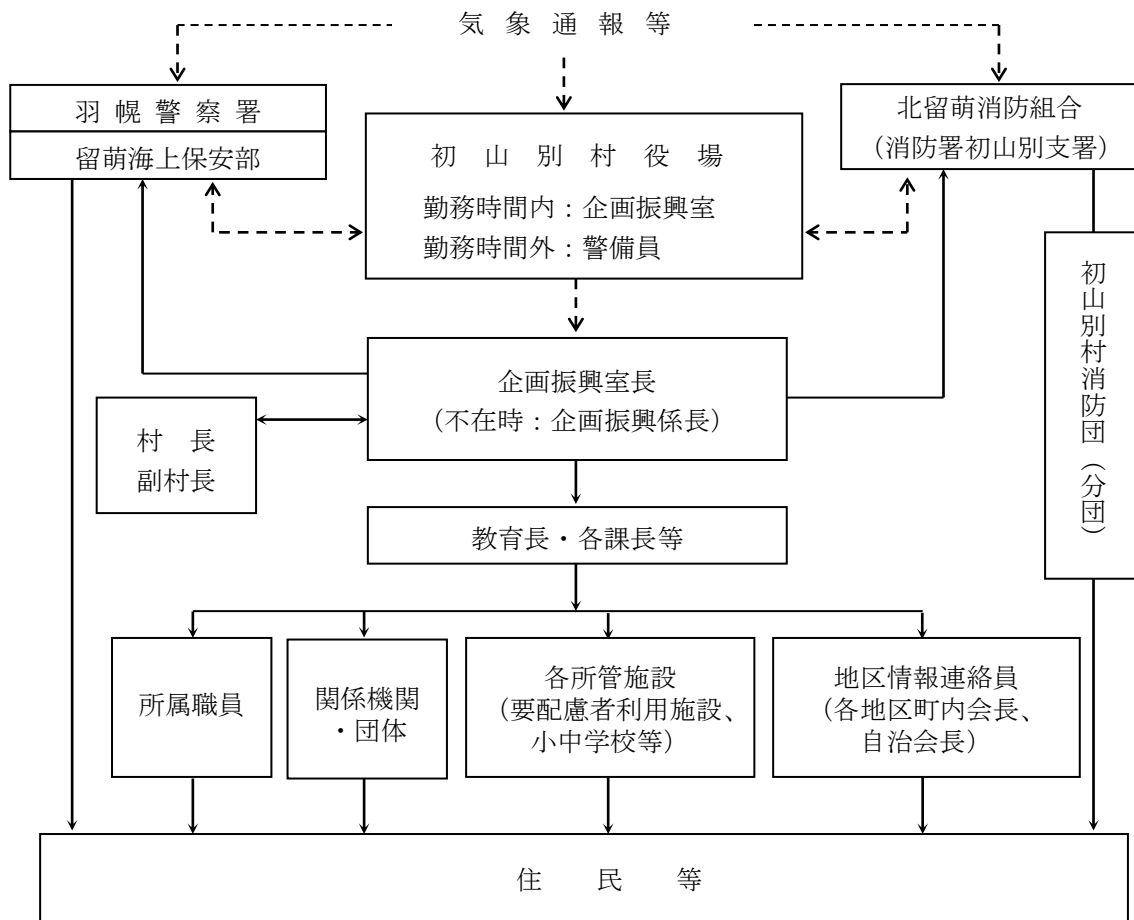 気象通報等
羽幌警察署
留萌海上保安部
初山別村役場
勤務時間内：企画振興室
勤務時間外：警備員
北留萌消防組合
（消防署初山別支署）
初山別村消防団（分団）
企画振興室長
（不在時：企画振興係長）
村　長
副村長
教育長・各課長等
所属職員
関係機関
・団体
各所管施設
（要配慮者利用施設、
小中学校等）
地区情報連絡員
（各地区町内会長、
自治会長）
住　民　等